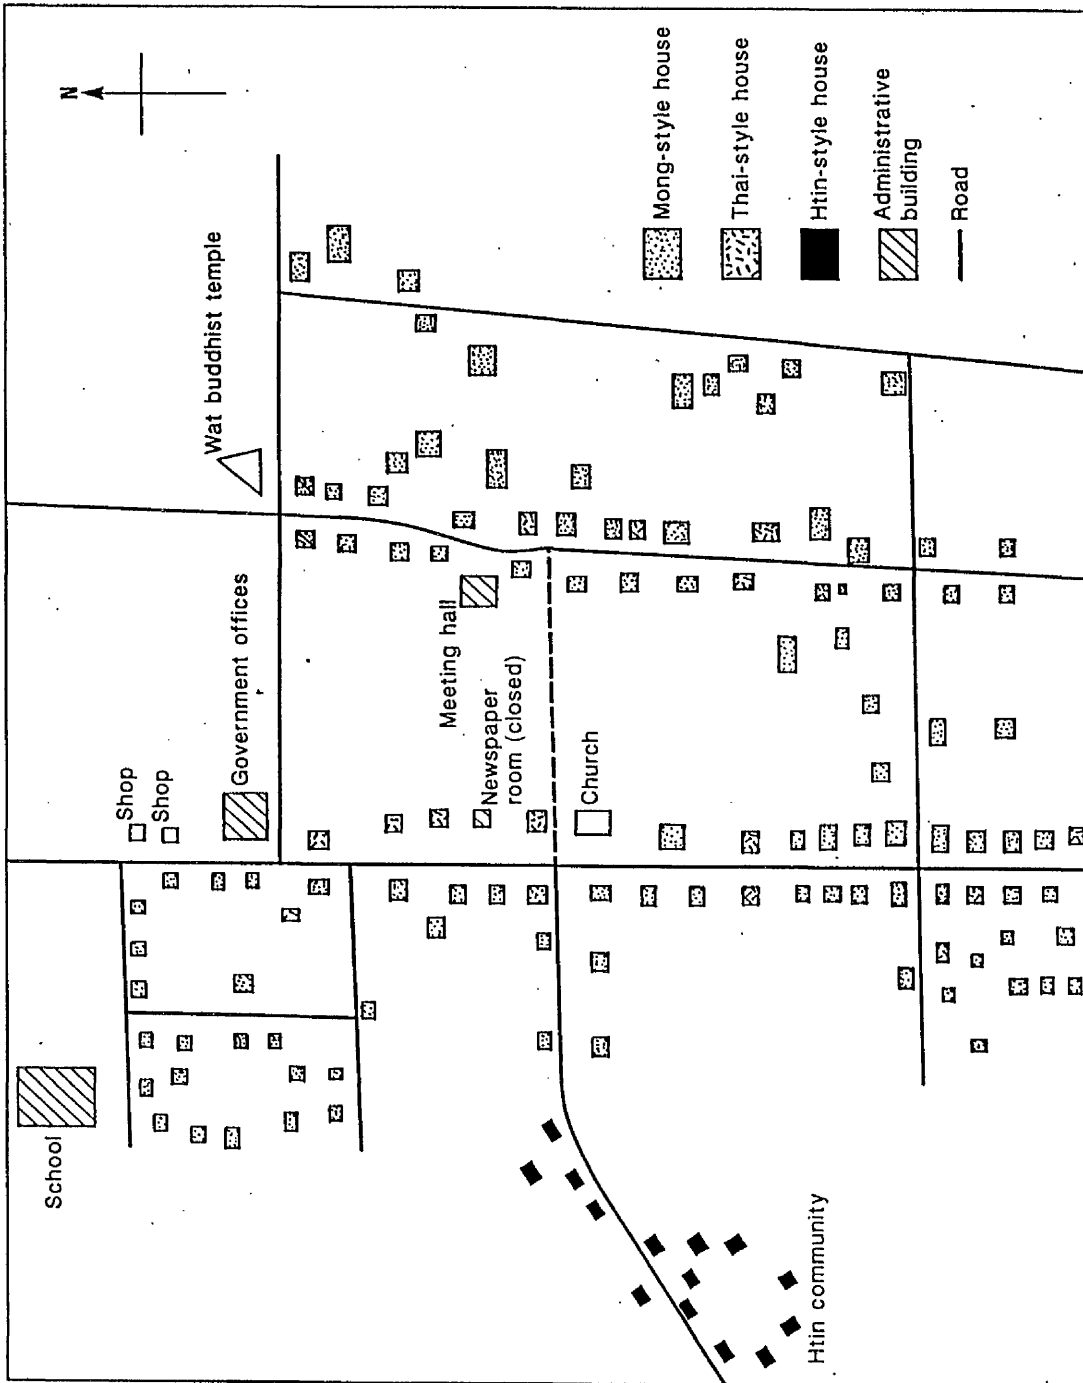 N
Wat buddhist temple
Government offices
Shop
Shop
School
Meeting hall
Newspaper
room (closed)
Church
Htin community
Mong-style house
Thai-style house
Htin-style house
Administrative
building
Road